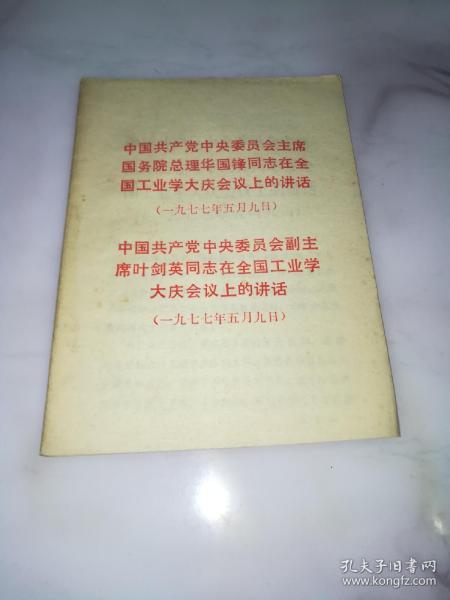 中国共产党中央委员会主席
国务院总理华国锋同志在全
国工业学大庆会议上的讲话
(一九七七年五月九日)
中国共产党中央委员会副主
席叶剑英同志在全国工业学
大庆会议上的讲话
(一九七七年五月九日)
孔夫子旧书网
www.kongfz.com